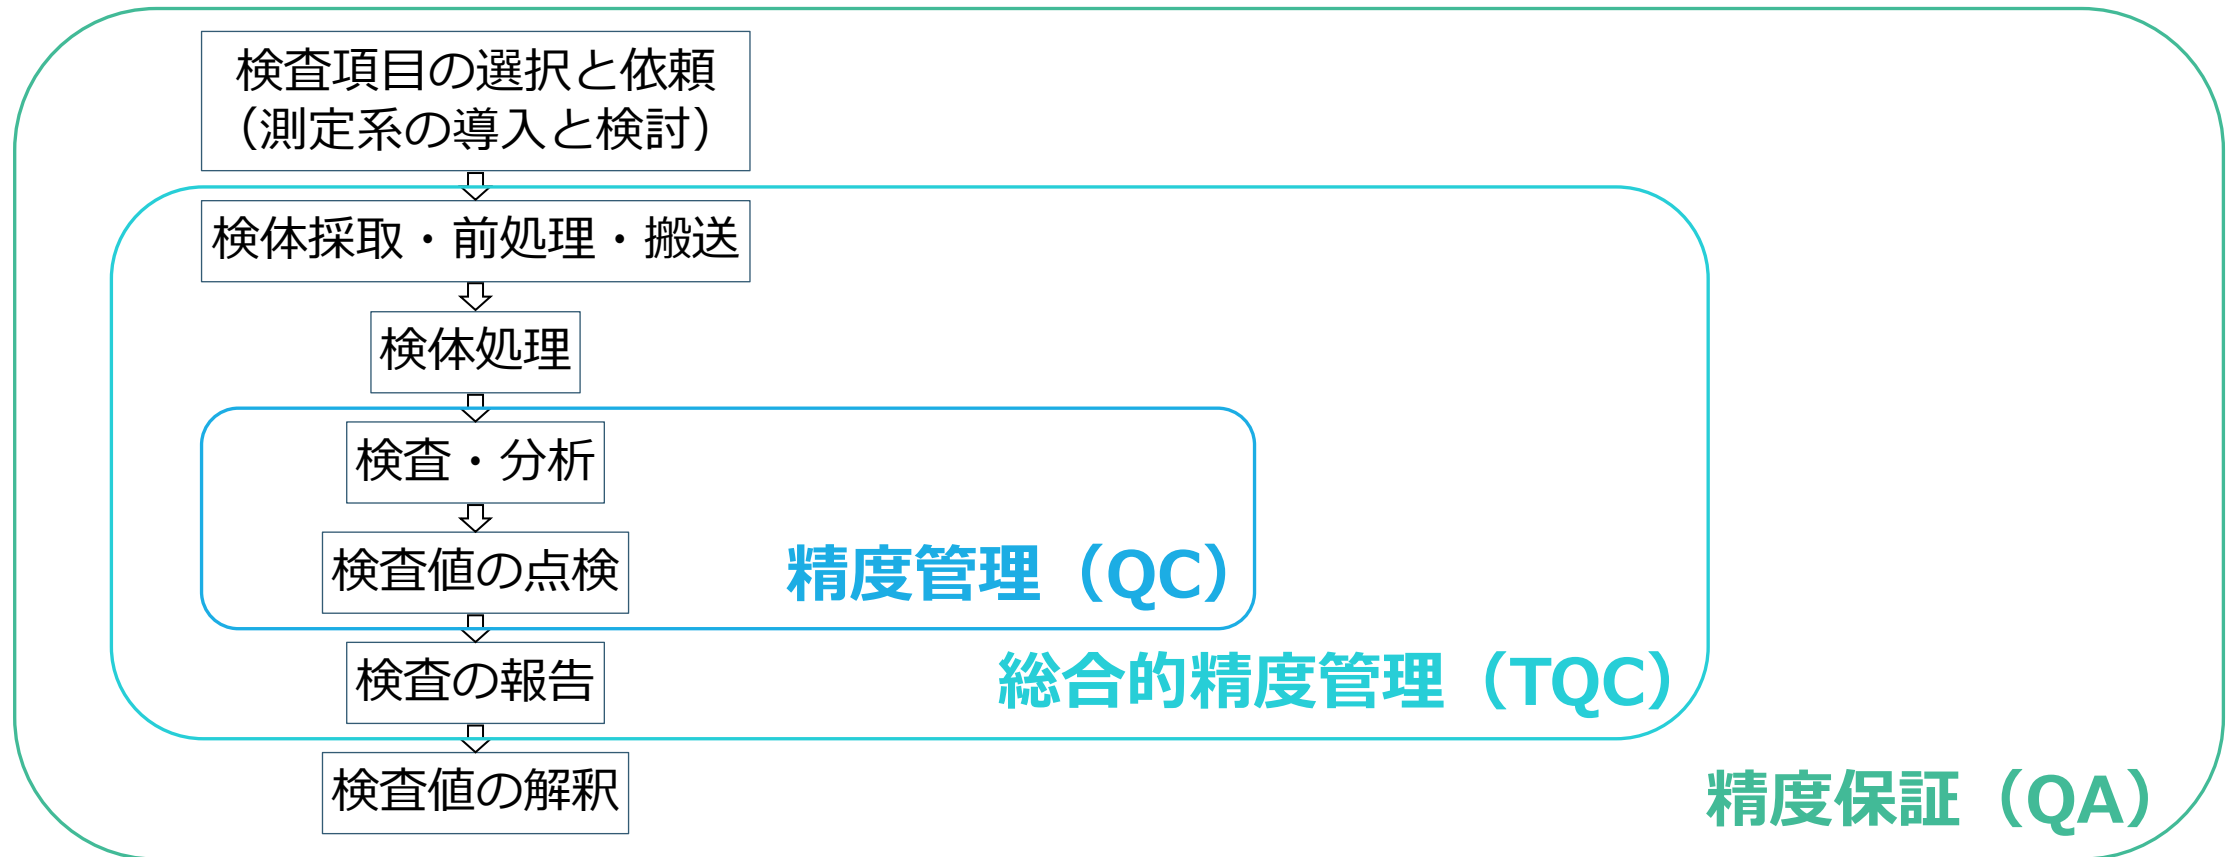 検査項目の選択と依頼
（測定系の導入と検討）
検体採取・前処理・搬送
検体処理
検査・分析
検査値の点検
精度管理（QC）
検査の報告
総合的精度管理（TQC）
検査値の解釈
精度保証（QA）